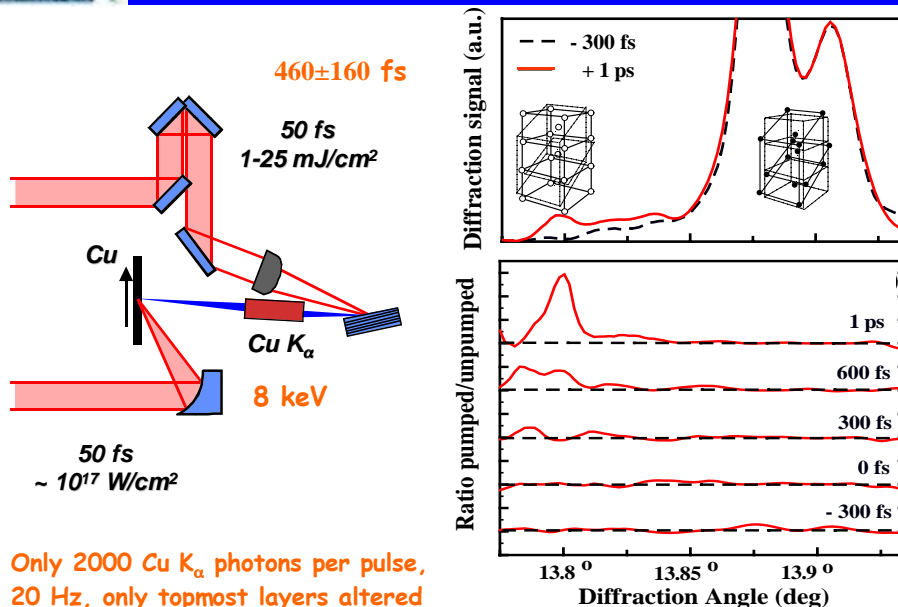 460±160 fs
50 fs
1-25 mJ/cm²
Cu
Cu Kα
8 keV
50 fs
~ 10¹⁷ W/cm²
Only 2000 Cu Kα photons per pulse,
20 Hz, only topmost layers altered
Diffraction signal (a.u.)
- 300 fs
+ 1 ps
Ratio pumped/unpumped
1 ps
600 fs
300 fs
0 fs
- 300 fs
13.8 º 13.85 º 13.9 º
Diffraction Angle (deg)